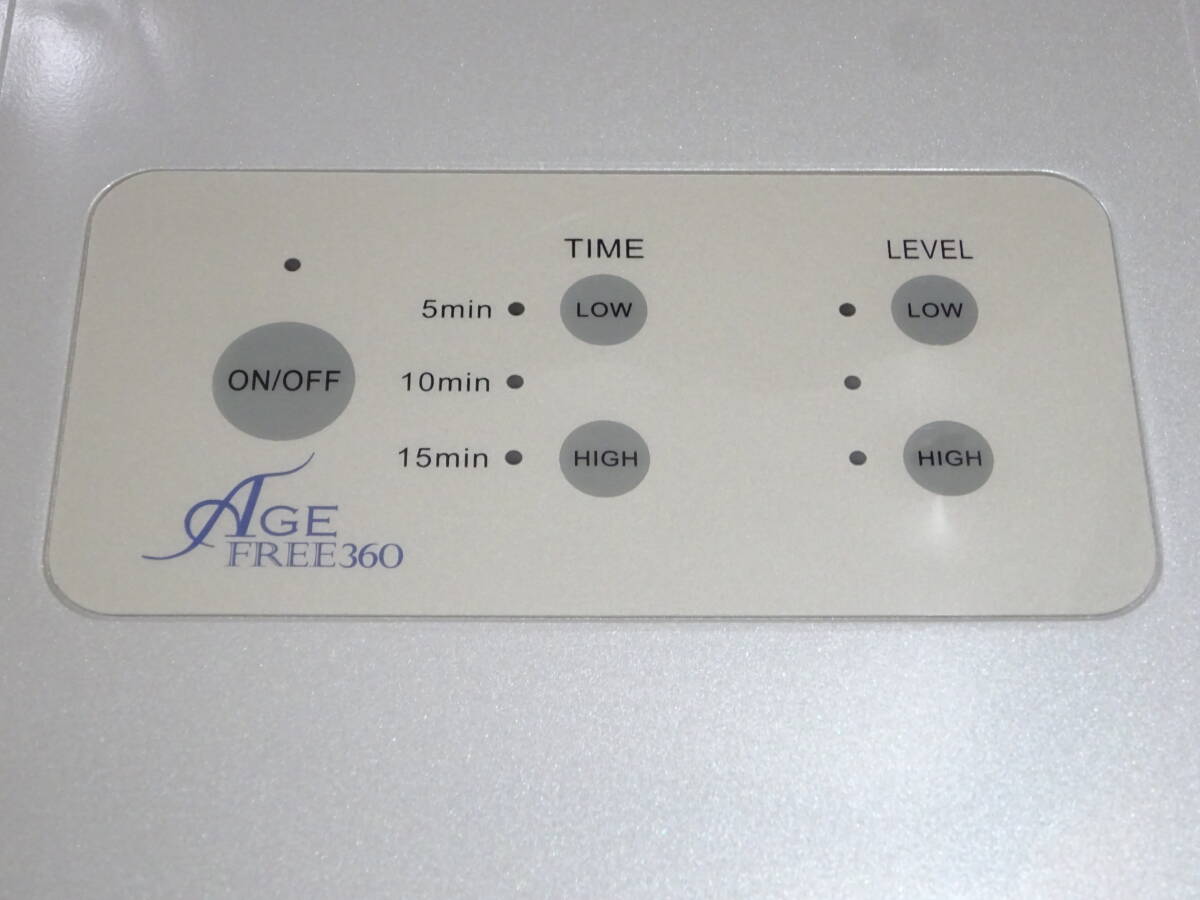 TIME
LEVEL
5min LOW LOW
ON/OFF 10min
15min HIGH HIGH
AGE
FREE360